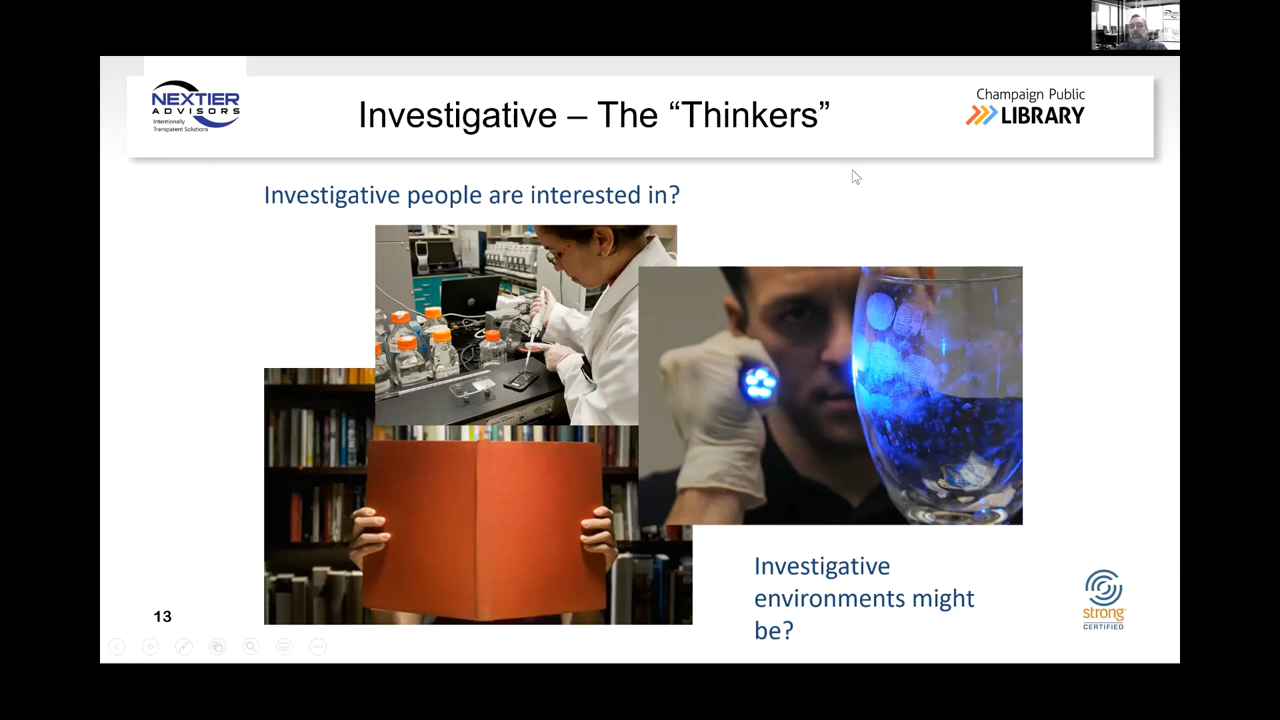 NEXTIER
ADVISORS
Intentionally
Transparent Solutions
Investigative – The “Thinkers”
Champaign Public
LIBRARY
Investigative people are interested in?
Investigative
environments might
be?
13
strong
CERTIFIED